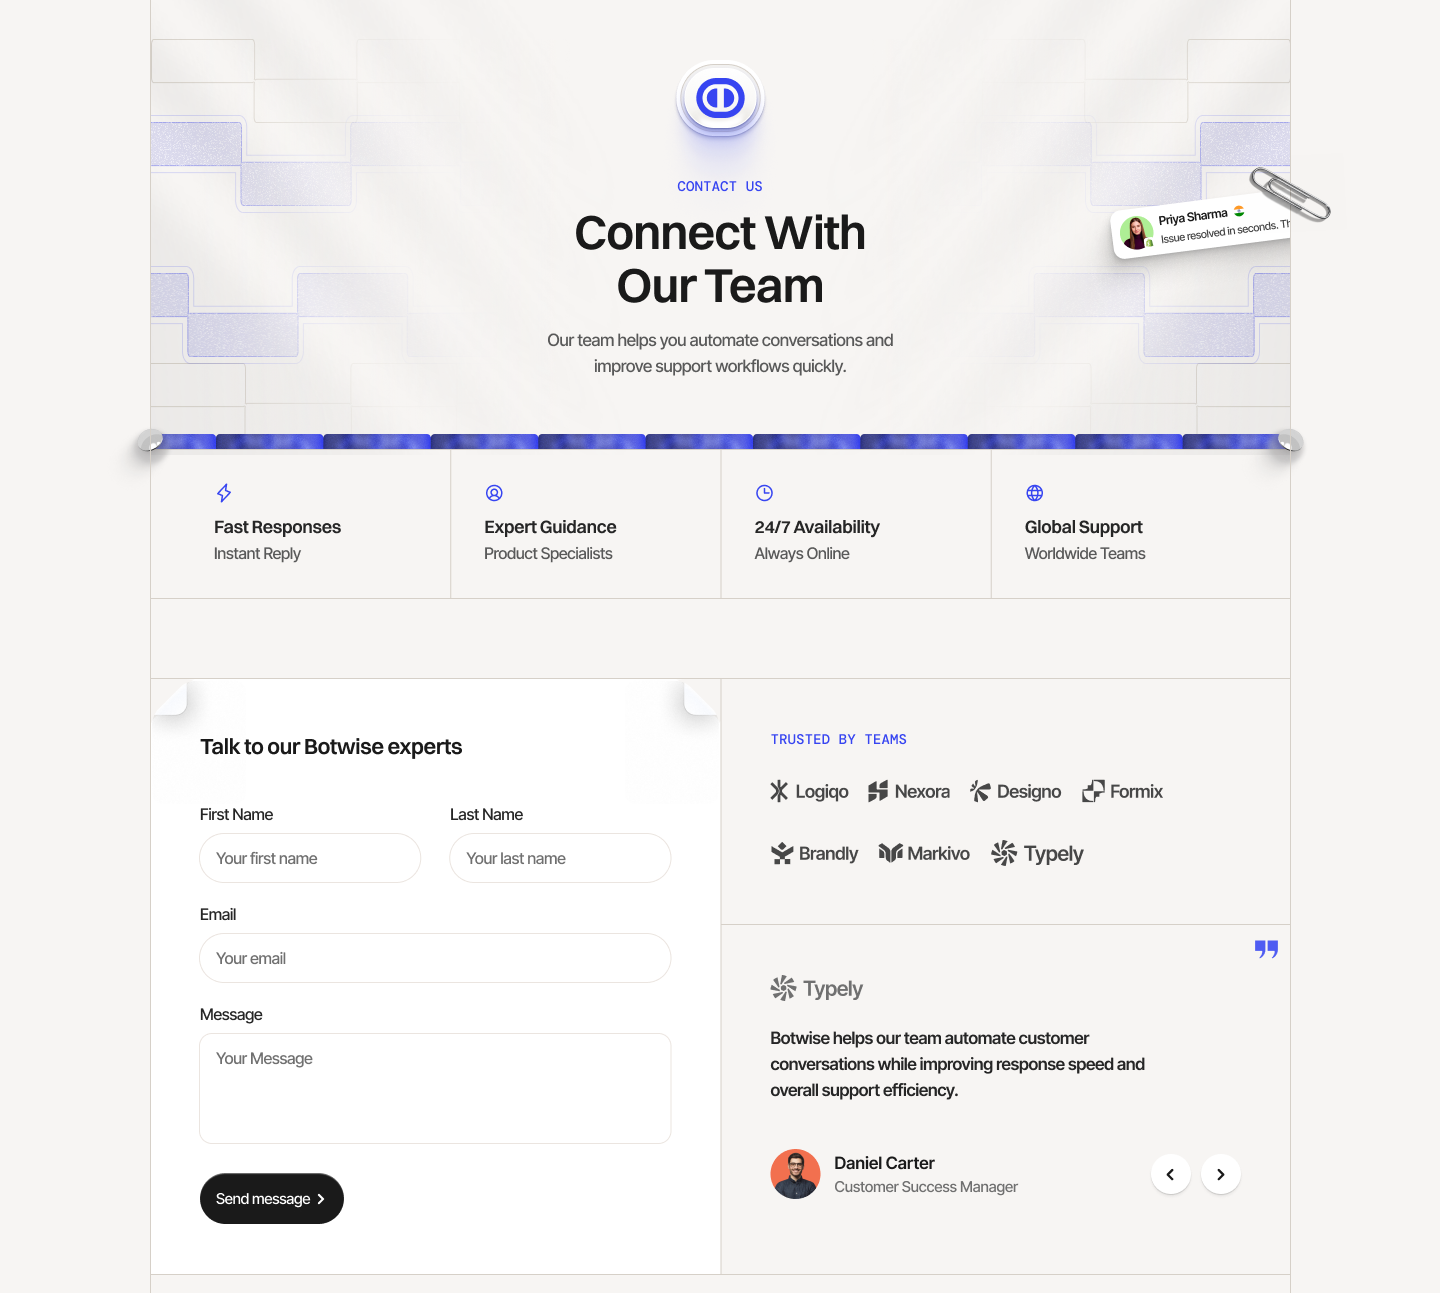 CONTACT US
Connect With
Our Team
Our team helps you automate conversations and
improve support workflows quickly.
Priya Sharma
Issue resolved in seconds.
Fast Responses
Instant Reply
Expert Guidance
Product Specialists
24/7 Availability
Always Online
Global Support
Worldwide Teams
Talk to our Botwise experts
First Name
Last Name
Your first name
Your last name
Email
Your email
Message
Your Message
Send message
TRUSTED BY TEAMS
Logiqo
Nexora
Designo
Formix
Brandly
Markivo
Typely
Typely
Botwise helps our team automate customer
conversations while improving response speed and
overall support efficiency.
Daniel Carter
Customer Success Manager